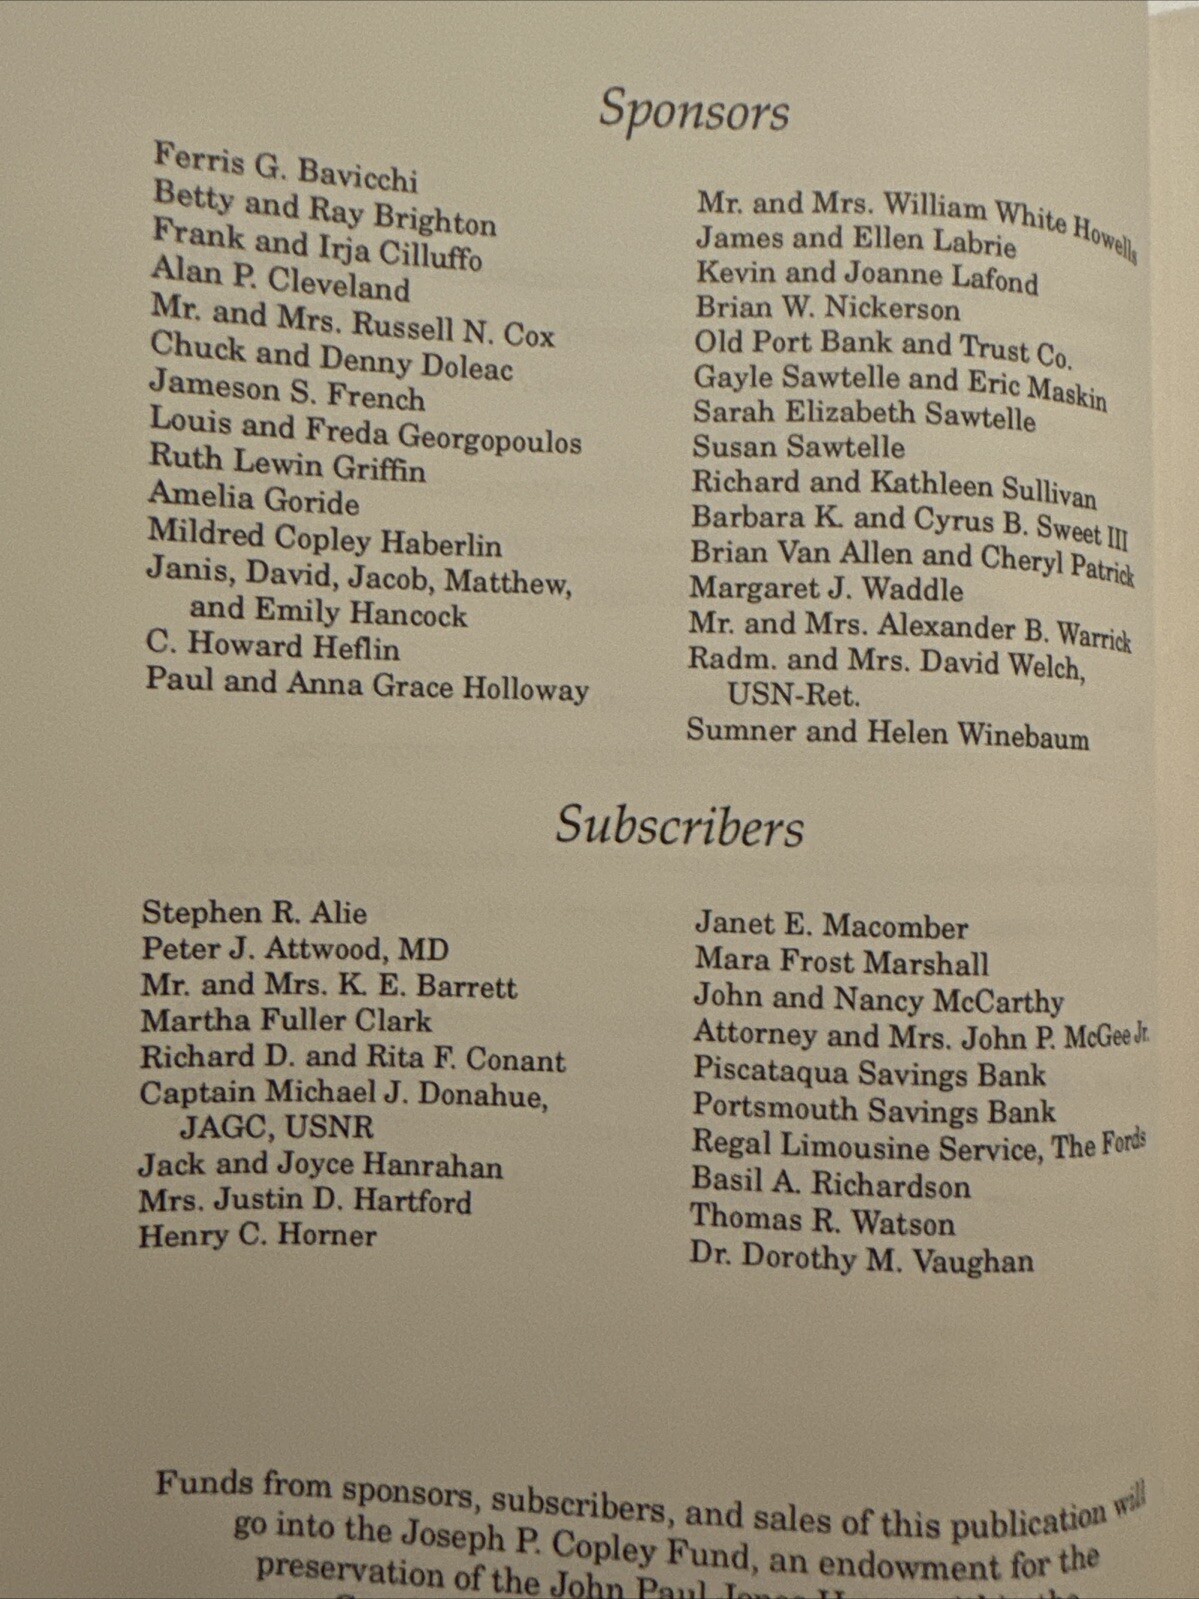 Sponsors
Ferris G. Bavicchi
Betty and Ray Brighton
Frank and Irja Cilluffo
Alan P. Cleveland
Mr. and Mrs. Russell N. Cox
Chuck and Denny Doleac
Jameson S. French
Louis and Freda Georgopoulos
Ruth Lewin Griffin
Amelia Goride
Mildred Copley Haberlin
Janis, David, Jacob, Matthew,
and Emily Hancock
C. Howard Heflin
Paul and Anna Grace Holloway
Mr. and Mrs. William White Howells
James and Ellen Labrie
Kevin and Joanne Lafond
Brian W. Nickerson
Old Port Bank and Trust Co.
Gayle Sawtelle and Eric Maskin
Sarah Elizabeth Sawtelle
Susan Sawtelle
Richard and Kathleen Sullivan
Barbara K. and Cyrus B. Sweet III
Brian Van Allen and Cheryl Patrick
Margaret J. Waddle
Mr. and Mrs. Alexander B. Warrick
Radm. and Mrs. David Welch,
USN-Ret.
Sumner and Helen Winebaum
Subscribers
Stephen R. Alie
Peter J. Attwood, MD
Mr. and Mrs. K. E. Barrett
Martha Fuller Clark
Richard D. and Rita F. Conant
Captain Michael J. Donahue,
JAGC, USNR
Jack and Joyce Hanrahan
Mrs. Justin D. Hartford
Henry C. Horner
Janet E. Macomber
Mara Frost Marshall
John and Nancy McCarthy
Attorney and Mrs. John P. McGee Jr.
Piscataqua Savings Bank
Portsmouth Savings Bank
Regal Limousine Service, The Fords
Basil A. Richardson
Thomas R. Watson
Dr. Dorothy M. Vaughan
Funds from sponsors, subscribers, and sales of this publication will
go into the Joseph P. Copley Fund, an endowment for the
preservation of the John Paul Jones